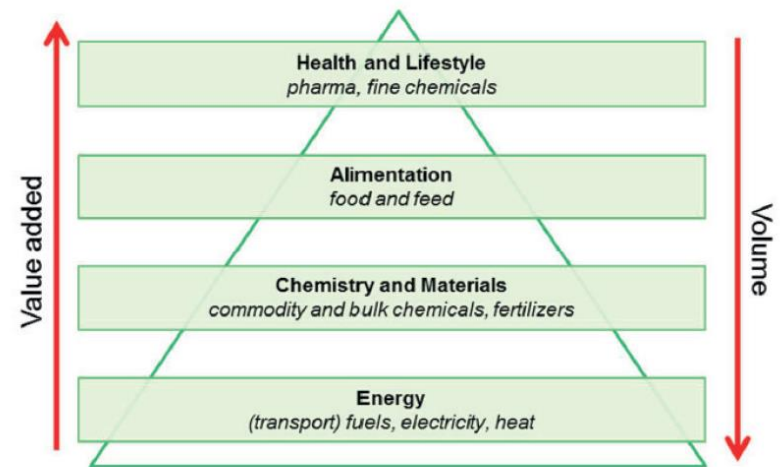 Health and Lifestyle
pharma, fine chemicals
Alimentation
food and feed
Chemistry and Materials
commodity and bulk chemicals, fertilizers
Energy
(transport) fuels, electricity, heat
Value added
Volume